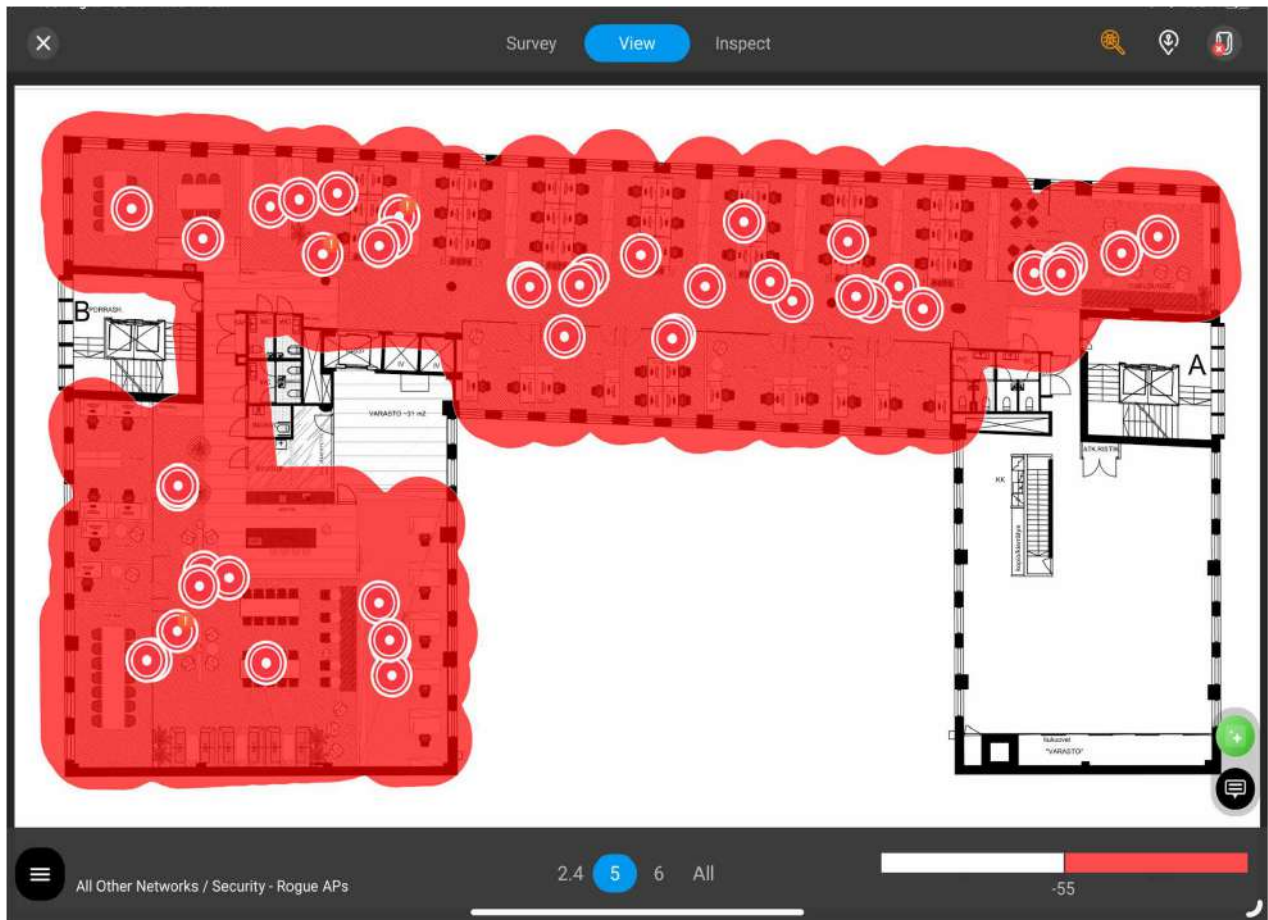 Survey View Inspect
B
PORRASH.
A
VARASTO ~31 m2
ATK.RISTIK
KK
"VARASTO"
All Other Networks / Security - Rogue APs
2.4 5 6 All
-55